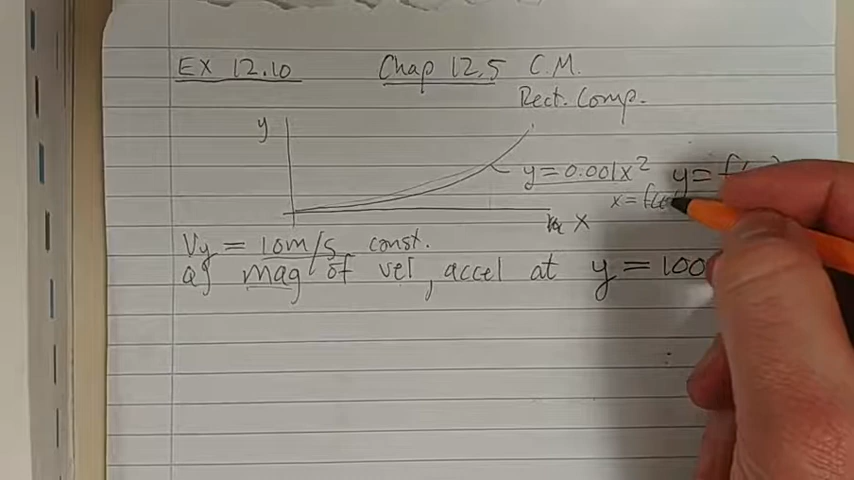 EX 12.10 Chap 12.5 C.M.
Rect. Comp.
y
y = 0.001x² y =
x =
x
Vy = 10m/s const.
a) mag of vel, accel at y = 100